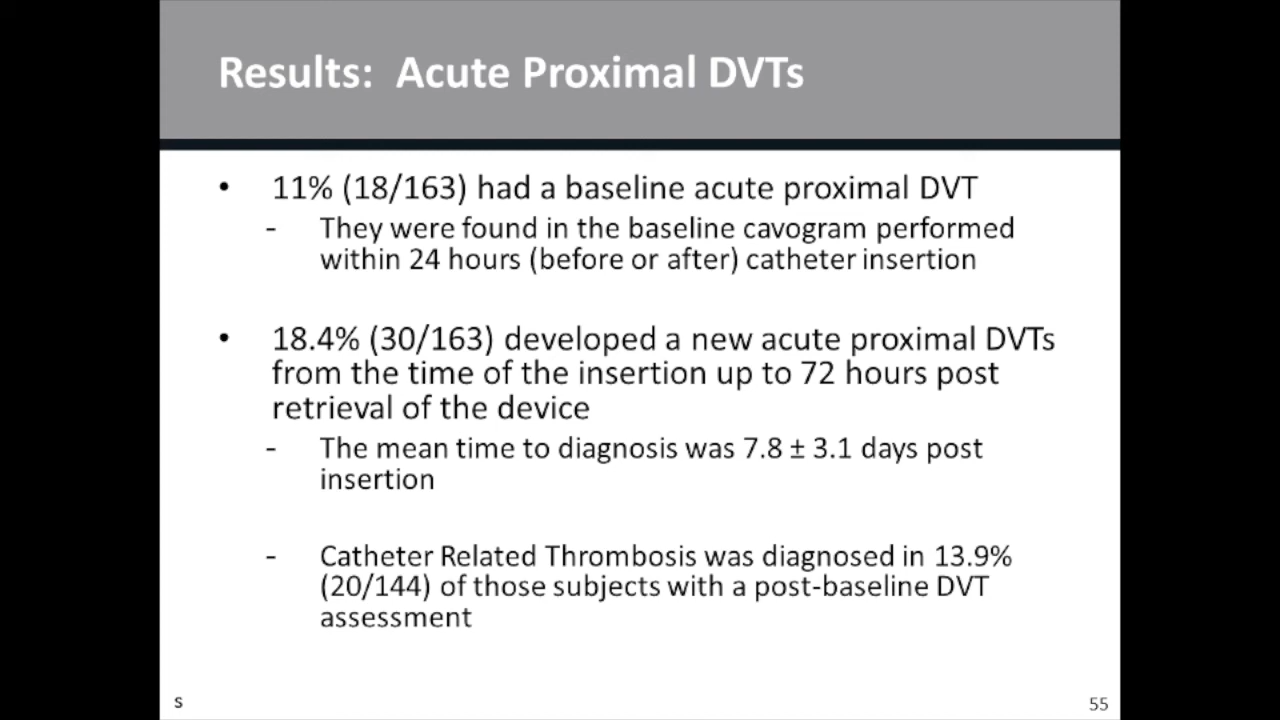 Results:  Acute Proximal DVTs
• 11% (18/163) had a baseline acute proximal DVT
- They were found in the baseline cavogram performed
within 24 hours (before or after) catheter insertion
• 18.4% (30/163) developed a new acute proximal DVTs
from the time of the insertion up to 72 hours post
retrieval of the device
- The mean time to diagnosis was 7.8 ± 3.1 days post
insertion
- Catheter Related Thrombosis was diagnosed in 13.9%
(20/144) of those subjects with a post-baseline DVT
assessment
s
55